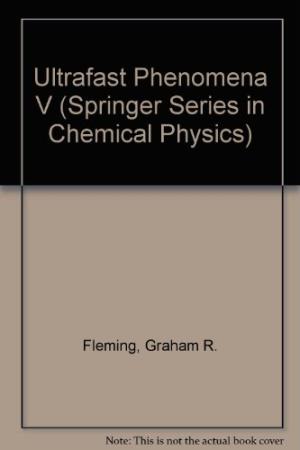 Ultrafast Phenomena
V (Springer Series in
Chemical Physics)
Fleming, Graham R.
Note: This is not the actual book cover